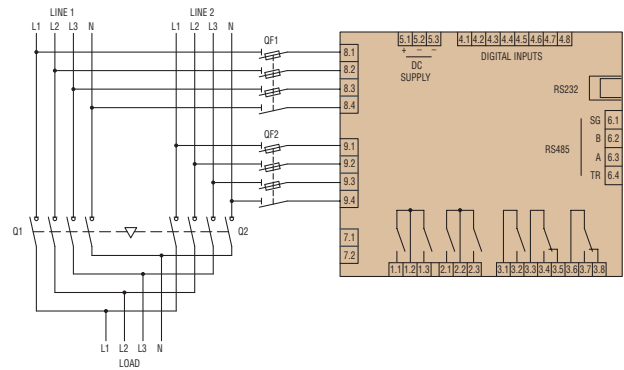 LINE 1 LINE 2
L1 L2 L3 N L1 L2 L3 N
QF1
8.1
8.2
8.3
8.4
QF2
9.1
9.2
9.3
9.4
7.1
7.2
5.1 5.2 5.3
+ – –
DC
SUPPLY
4.1 4.2 4.3 4.4 4.5 4.6 4.7 4.8
DIGITAL INPUTS
RS232
RS485
SG 6.1
B 6.2
A 6.3
TR 6.4
1.1 1.2 1.3 2.1 2.2 2.3 3.1 3.2 3.3 3.4 3.5 3.6 3.7 3.8
Q1 Q2
L1 L2 L3 N
LOAD